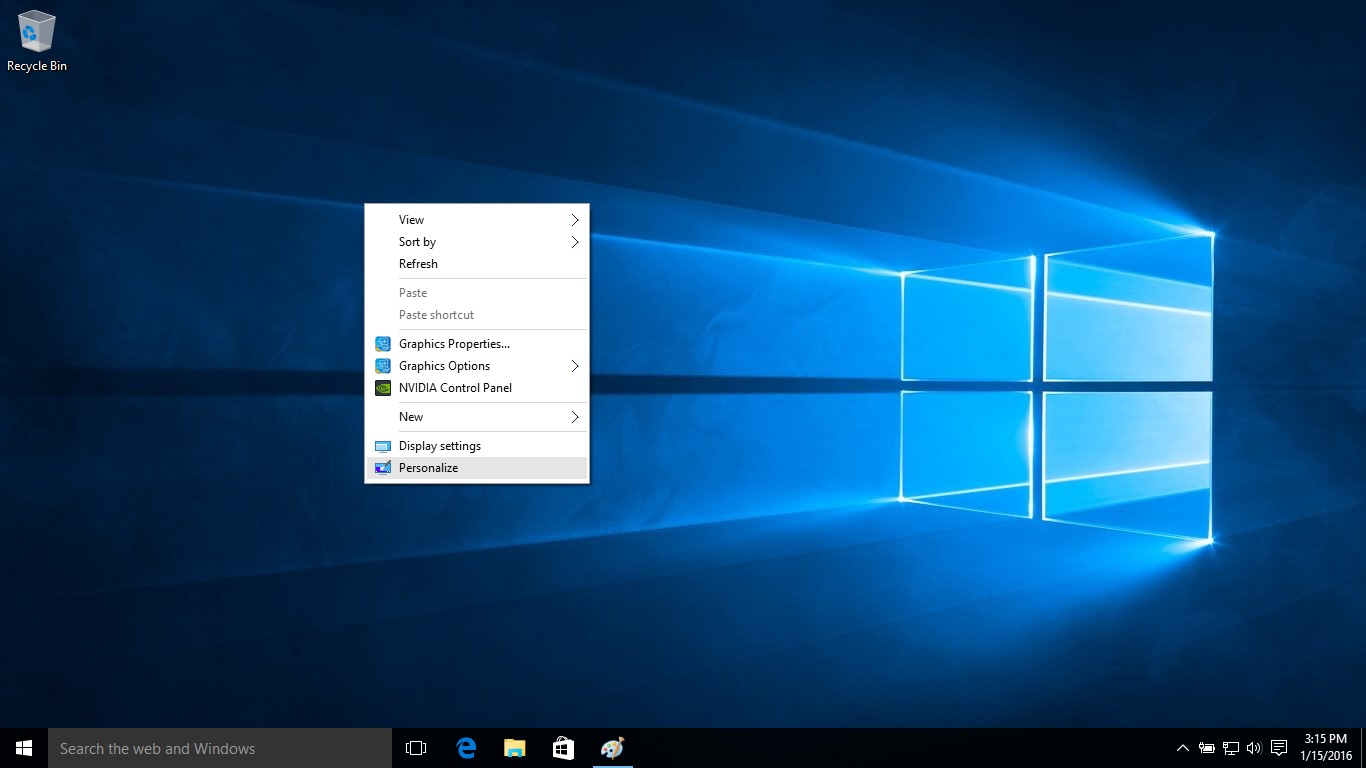 Recycle Bin
View
Sort by
Refresh
Paste
Paste shortcut
Graphics Properties...
Graphics Options
NVIDIA Control Panel
New
Display settings
Personalize
Search the web and Windows
3:15 PM
1/15/2016